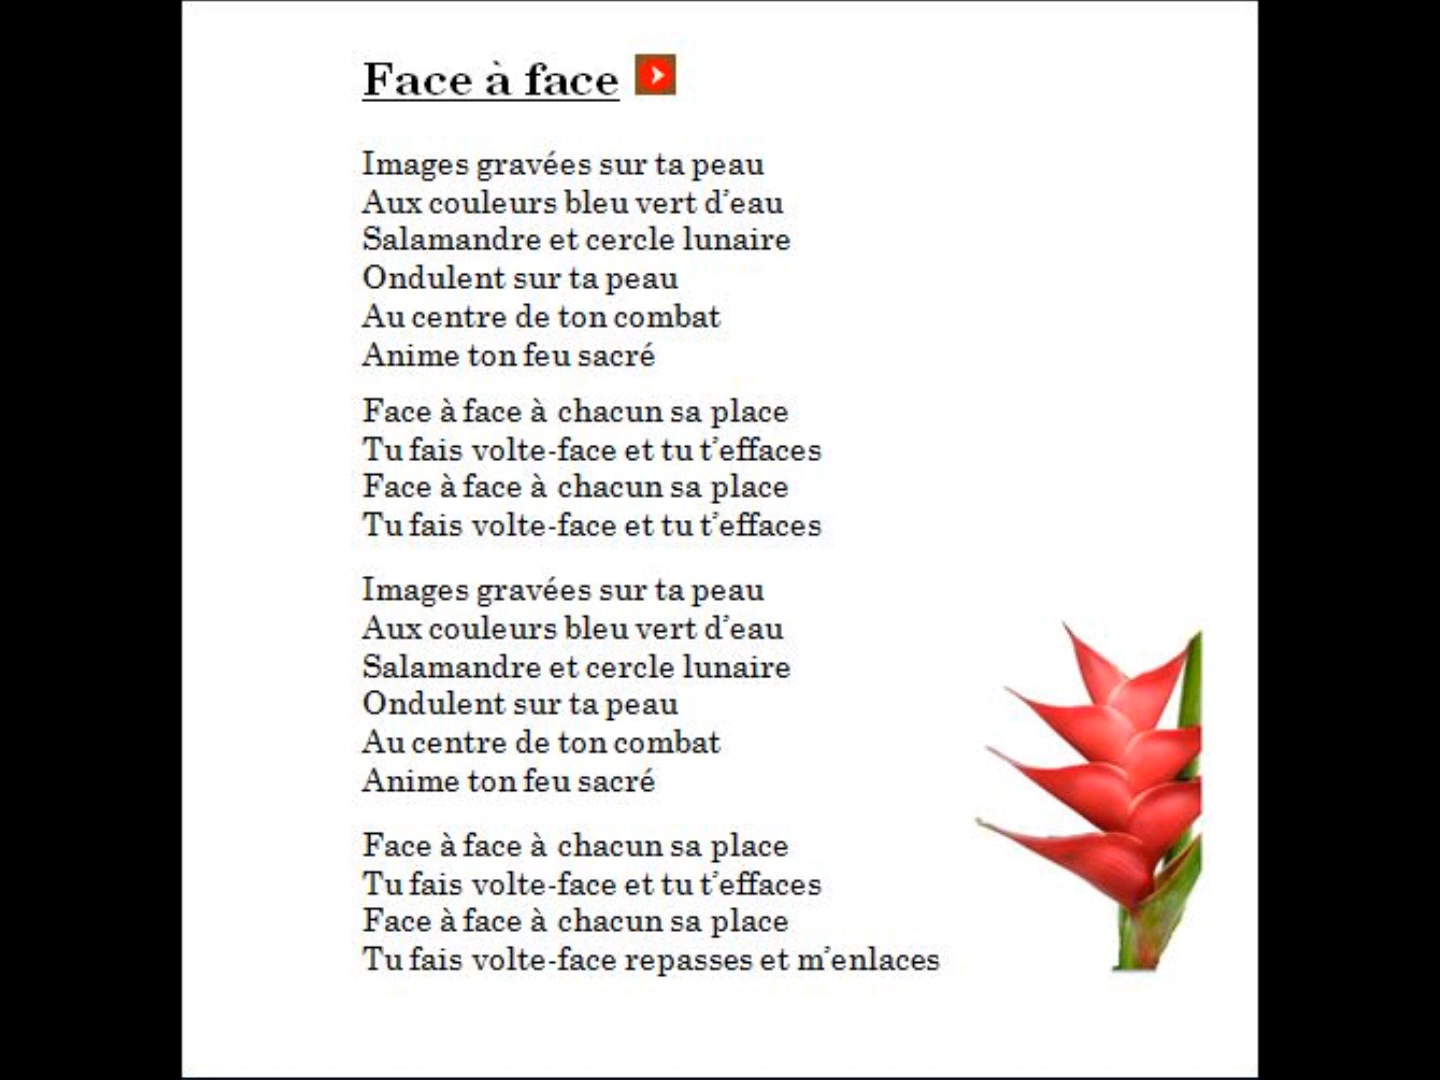 Face à face
Images gravées sur ta peau
Aux couleurs bleu vert d’eau
Salamandre et cercle lunaire
Ondulent sur ta peau
Au centre de ton combat
Anime ton feu sacré
Face à face à chacun sa place
Tu fais volte-face et tu t’effaces
Face à face à chacun sa place
Tu fais volte-face et tu t’effaces
Images gravées sur ta peau
Aux couleurs bleu vert d’eau
Salamandre et cercle lunaire
Ondulent sur ta peau
Au centre de ton combat
Anime ton feu sacré
Face à face à chacun sa place
Tu fais volte-face et tu t’effaces
Face à face à chacun sa place
Tu fais volte-face repasses et m’enlaces